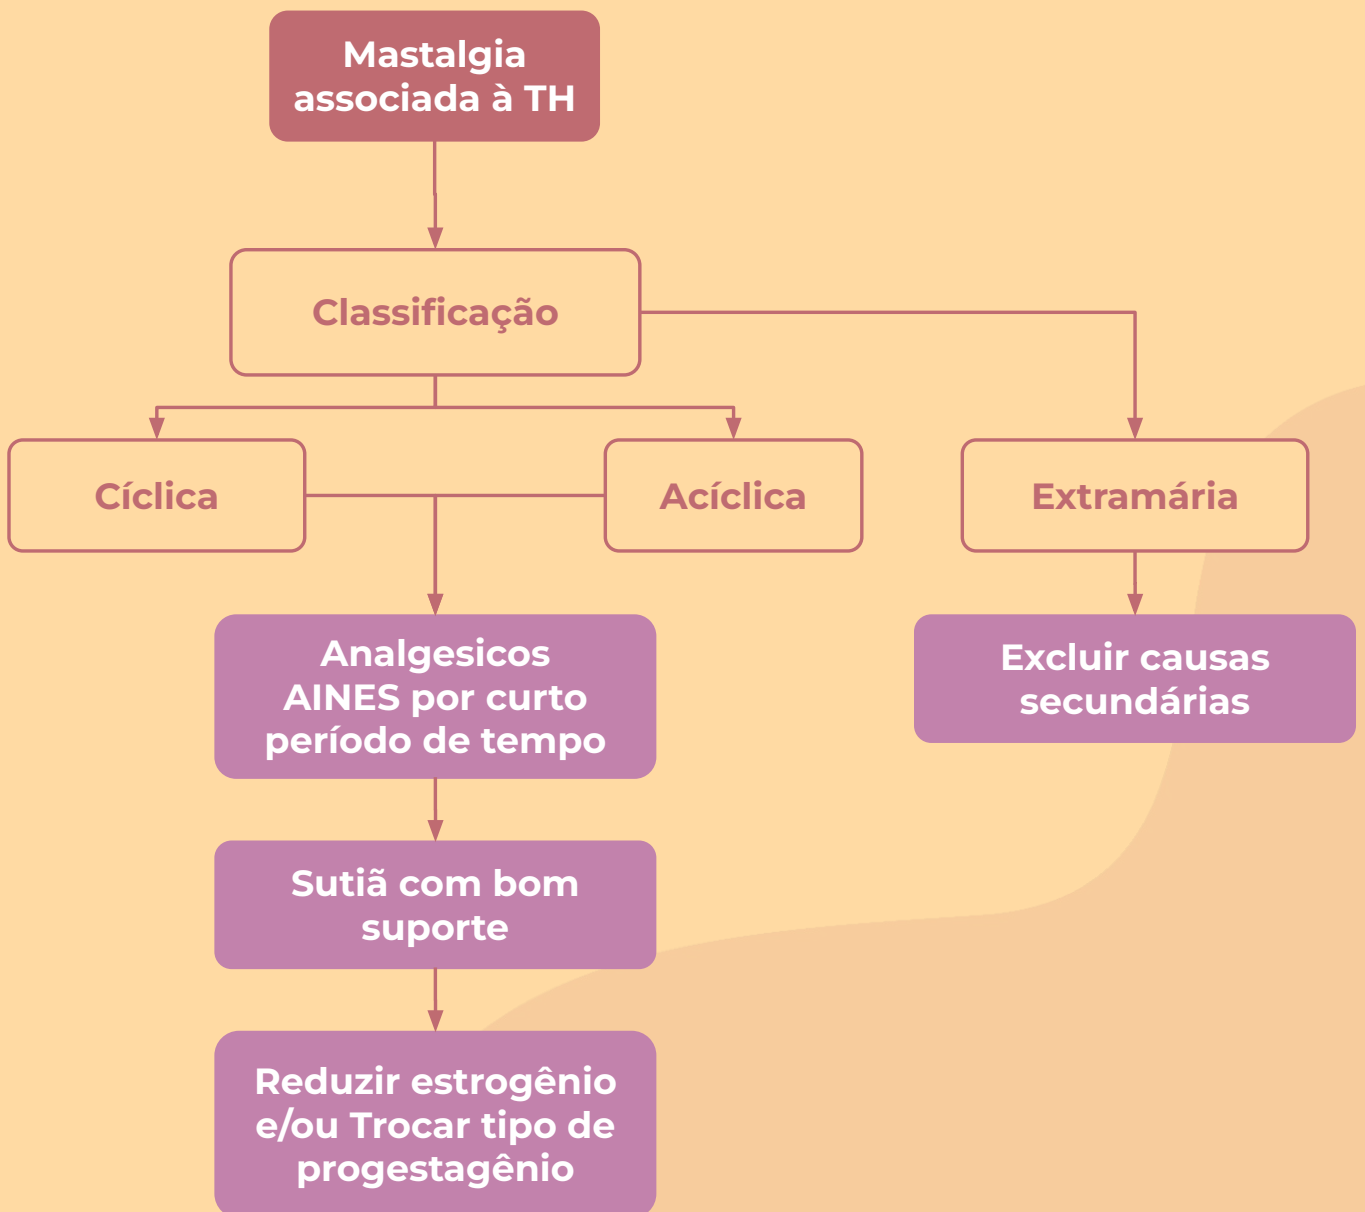 Mastalgia
associada à TH
Classificação
Cíclica
Acíclica
Extramária
Analgesicos
AINES por curto
período de tempo
Excluir causas
secundárias
Sutiã com bom
suporte
Reduzir estrogênio
e/ou Trocar tipo de
progestagênio